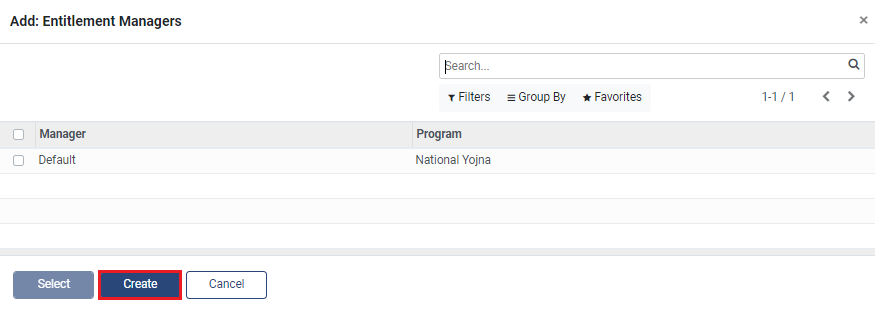 Add: Entitlement Managers ×
Search...
Filters Group By Favorites 1-1 / 1
Manager Program
Default National Yojna
Select Create Cancel